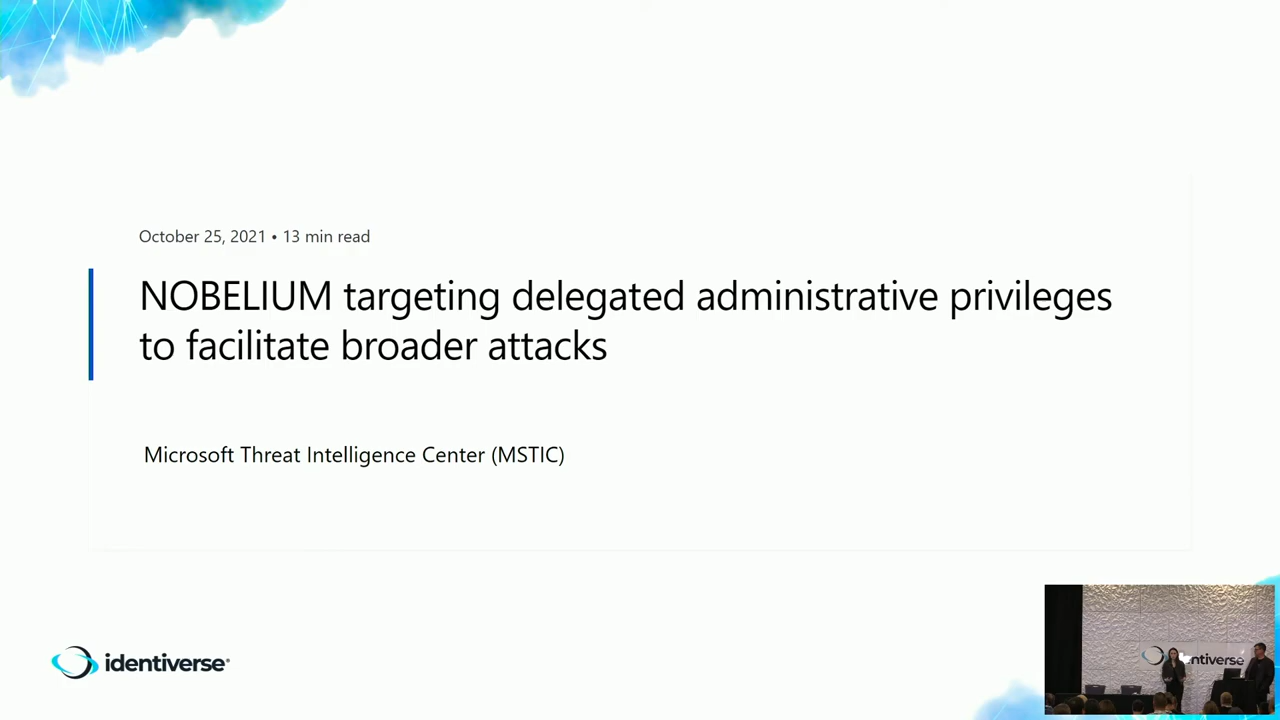 October 25, 2021 • 13 min read
NOBELIUM targeting delegated administrative privileges
to facilitate broader attacks
Microsoft Threat Intelligence Center (MSTIC)
identiverse®